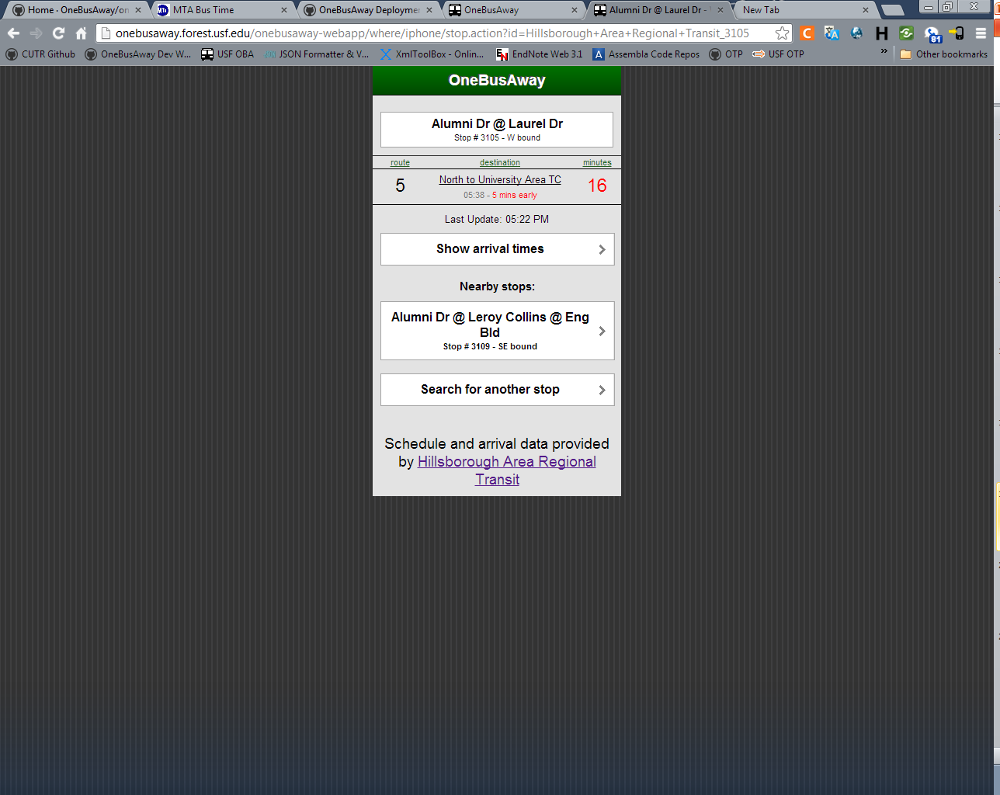 Home · OneBusAway/on
MTA Bus Time
OneBusAway Deployme
OneBusAway
Alumni Dr @ Laurel Dr -
New Tab
onebusaway.forest.usf.edu/onebusaway-webapp/where/iphone/stop.action?id=Hillsborough+Area+Regional+Transit_3105
CUTR Github
OneBusAway Dev W...
USF OBA
JSON Formatter & V...
XmlToolBox - Onlin...
EndNote Web 3.1
Assembla Code Repos
OTP
USF OTP
»
Other bookmarks
OneBusAway
Alumni Dr @ Laurel Dr
Stop # 3105 - W bound
route destination minutes
5 North to University Area TC 16
05:38 - 5 mins early
Last Update: 05:22 PM
Show arrival times
Nearby stops:
Alumni Dr @ Leroy Collins @ Eng
Bld
Stop # 3109 - SE bound
Search for another stop
Schedule and arrival data provided
by Hillsborough Area Regional
Transit